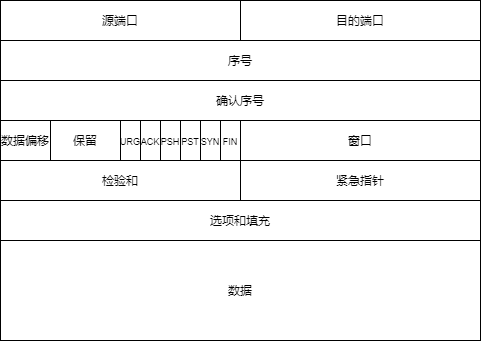 源端口 目的端口
序号
确认序号
数据偏移 保留 URG ACK PSH PST SYN FIN 窗口
检验和 紧急指针
选项和填充
数据